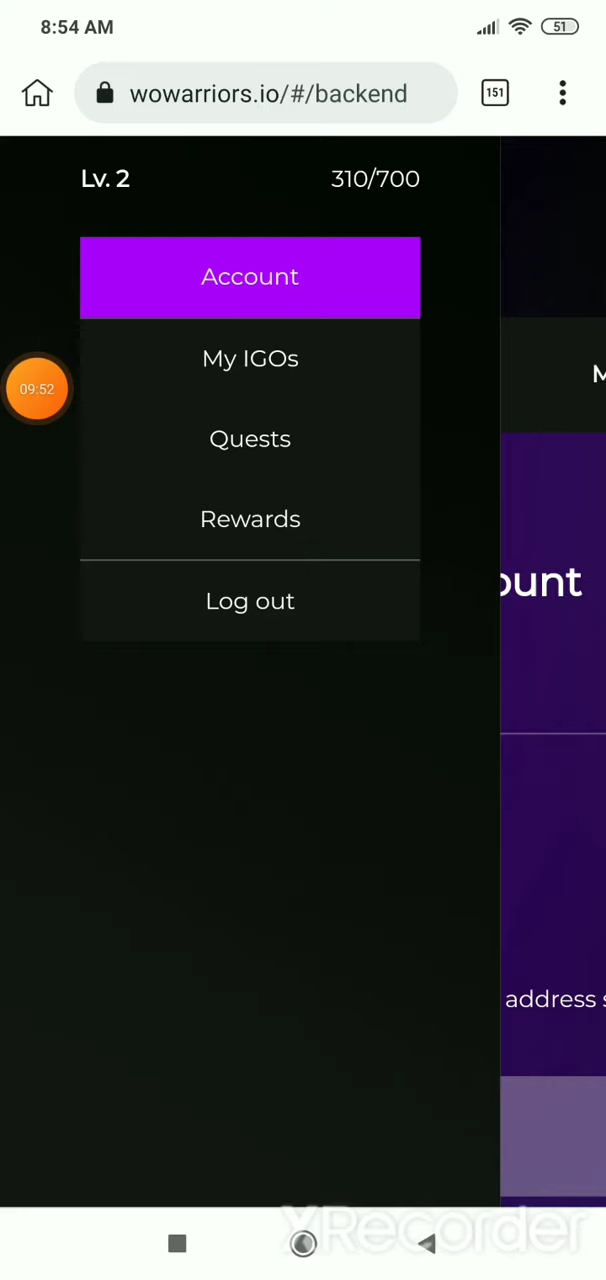 8:54 AM
51
wowarriors.io/#/backend
151
Lv. 2
310/700
Account
My IGOs
09:52
Quests
Rewards
ount
Log out
address
XRecorder